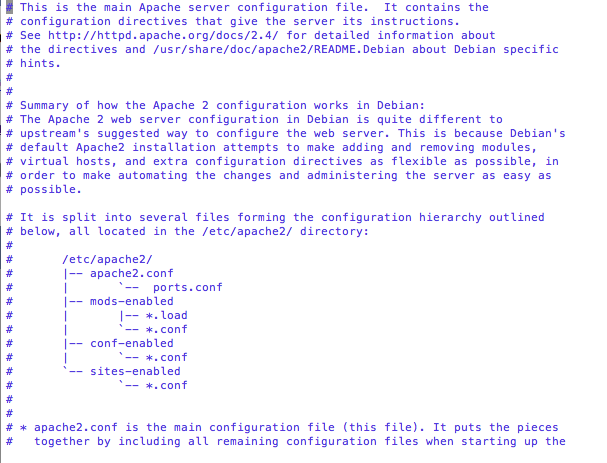 # This is the main Apache server configuration file.  It contains the
# configuration directives that give the server its instructions.
# See http://httpd.apache.org/docs/2.4/ for detailed information about
# the directives and /usr/share/doc/apache2/README.Debian about Debian specific
# hints.
#
#
# Summary of how the Apache 2 configuration works in Debian:
# The Apache 2 web server configuration in Debian is quite different to
# upstream's suggested way to configure the web server. This is because Debian's
# default Apache2 installation attempts to make adding and removing modules,
# virtual hosts, and extra configuration directives as flexible as possible, in
# order to make automating the changes and administering the server as easy as
# possible.

# It is split into several files forming the configuration hierarchy outlined
# below, all located in the /etc/apache2/ directory:
#
#       /etc/apache2/
#       |-- apache2.conf
#       |       `--  ports.conf
#       |-- mods-enabled
#       |       |-- *.load
#       |       `-- *.conf
#       |-- conf-enabled
#       |       `-- *.conf
#       `-- sites-enabled
#               `-- *.conf
#
#
# * apache2.conf is the main configuration file (this file). It puts the pieces
#   together by including all remaining configuration files when starting up the